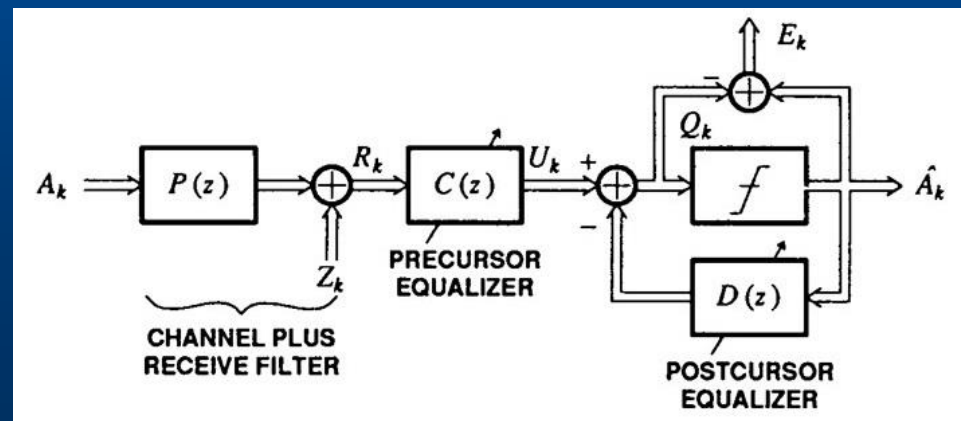 E_k
−
Q_k
A_k
P(z)
R_k
C(z)
U_k
+
Â_k
−
Z_k
PRECURSOR
EQUALIZER
D(z)
CHANNEL PLUS
RECEIVE FILTER
POSTCURSOR
EQUALIZER